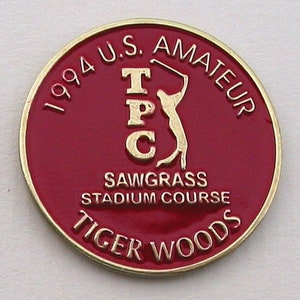 1994 U.S. AMATEUR
TPC
SAWGRASS
STADIUM COURSE
TIGER WOODS